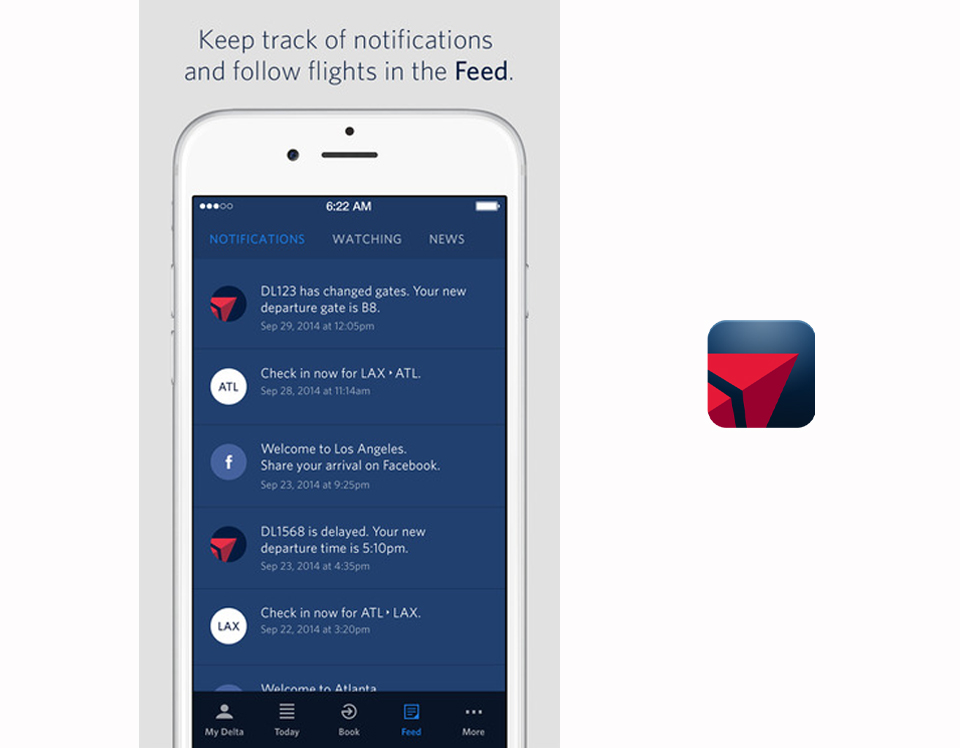 Keep track of notifications
and follow flights in the Feed.
6:22 AM
NOTIFICATIONS WATCHING NEWS
DL123 has changed gates. Your new
departure gate is B8.
Sep 29, 2014 at 12:05pm
ATL
Check in now for LAX ▸ ATL.
Sep 28, 2014 at 11:14am
f
Welcome to Los Angeles.
Share your arrival on Facebook.
Sep 23, 2014 at 9:25pm
DL1568 is delayed. Your new
departure time is 5:10pm.
Sep 23, 2014 at 4:35pm
LAX
Check in now for ATL ▸ LAX.
Sep 22, 2014 at 3:20pm
Welcome to Atlanta
My Delta Today Book Feed More